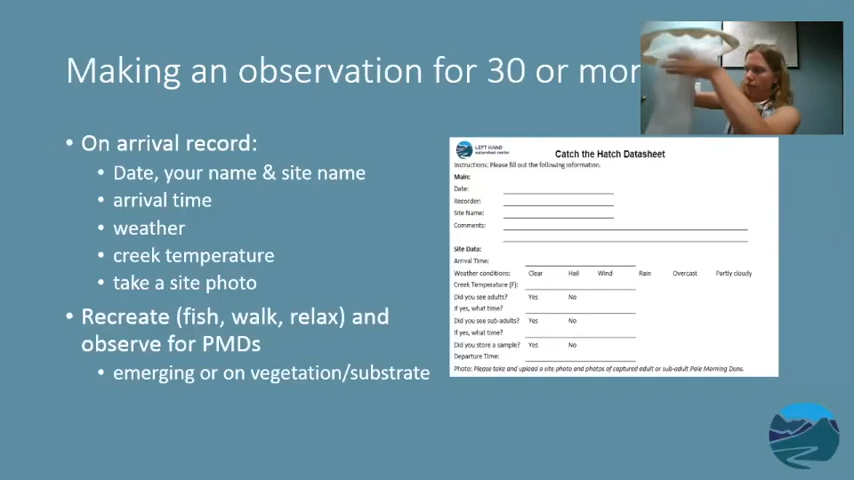 Making an observation for 30 or mor
• On arrival record:
• Date, your name & site name
• arrival time
• weather
• creek temperature
• take a site photo
• Recreate (fish, walk, relax) and
observe for PMDs
• emerging or on vegetation/substrate
LEFT HAND
watershed center
Catch the Hatch Datasheet
Instructions: Please fill out the following information.
Main:
Date:
Recorder:
Site Name:
Comments:
Site Data:
Arrival Time:
Weather conditions: Clear Hail Wind Rain Overcast Partly cloudy
Creek Temperature (F):
Did you see adults? Yes No
If yes, what time?
Did you see sub-adults? Yes No
If yes, what time?
Did you store a sample? Yes No
Departure Time:
Photo: Please take and upload a site photo and photos of captured adult or sub-adult Pale Morning Duns.